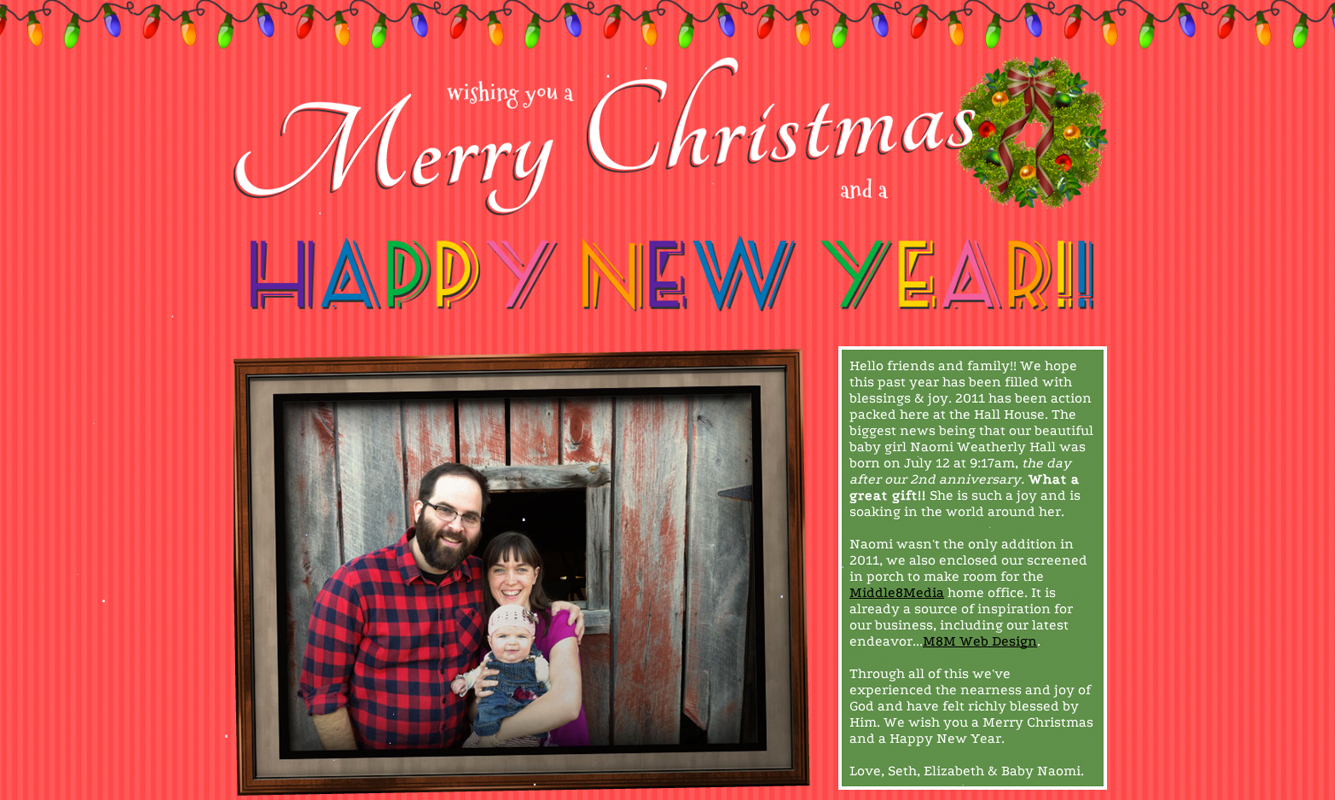 wishing you a
Merry Christmas
and a
HAPPY NEW YEAR!!
Hello friends and family!! We hope
this past year has been filled with
blessings & joy. 2011 has been action
packed here at the Hall House. The
biggest news being that our beautiful
baby girl Naomi Weatherly Hall was
born on July 12 at 9:17am, the day
after our 2nd anniversary. What a
great gift!! She is such a joy and is
soaking in the world around her.
Naomi wasn't the only addition in
2011, we also enclosed our screened
in porch to make room for the
Middle8Media home office. It is
already a source of inspiration for
our business, including our latest
endeavor...M8M Web Design.
Through all of this we've
experienced the nearness and joy of
God and have felt richly blessed by
Him. We wish you a Merry Christmas
and a Happy New Year.
Love, Seth, Elizabeth & Baby Naomi.